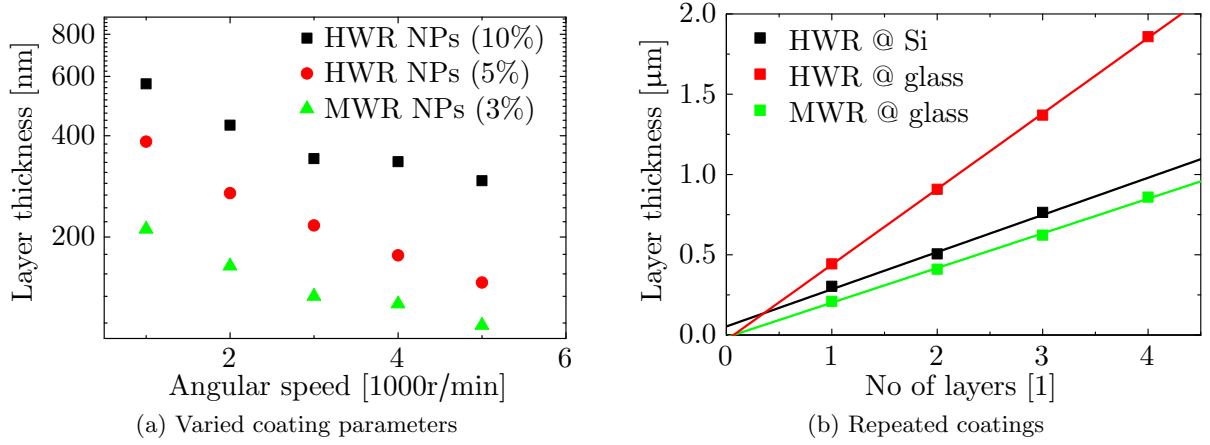 800
600
400
200
2
4
6
Layer thickness [nm]
Angular speed [1000r/min]
HWR NPs (10%)
HWR NPs (5%)
MWR NPs (3%)
(a) Varied coating parameters
2.0
1.5
1.0
0.5
0.0
0
1
2
3
4
Layer thickness [µm]
No of layers [1]
HWR @ Si
HWR @ glass
MWR @ glass
(b) Repeated coatings